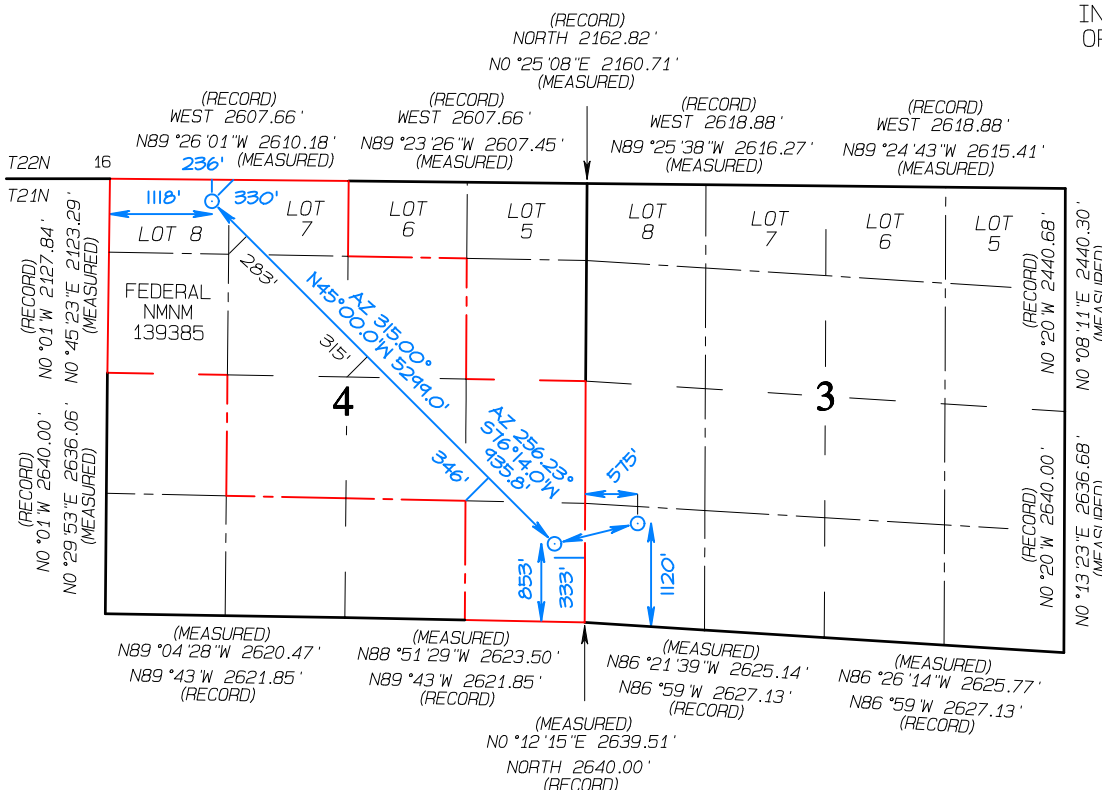 IN
OF
(RECORD)
NORTH 2162.82'
N0°25'08"E 2160.71'
(MEASURED)
(RECORD)
WEST 2607.66'
N89°26'01"W 2610.18'
(MEASURED)
(RECORD)
WEST 2607.66'
N89°23'26"W 2607.45'
(MEASURED)
(RECORD)
WEST 2618.88'
N89°25'38"W 2616.27'
(MEASURED)
(RECORD)
WEST 2618.88'
N89°24'43"W 2615.41'
(MEASURED)
T22N
16
T21N
236'
1118'
330'
LOT 8
LOT
7
LOT
6
LOT
5
LOT
8
LOT
7
LOT
6
LOT
5
(RECORD)
N0°01'W 2127.84'
N0°45'23"E 2123.29'
(MEASURED)
FEDERAL
NMNM
139385
283'
315'
AZ 315.00°
N45°00.0'W 5299.0'
4
3
346'
AZ 256.23°
S76°14.0'W
935.8'
575'
853'
333'
1120'
N0°20'W 2440.68'
(RECORD)
N0°08'11"E 2440.30'
(MEASURED)
(RECORD)
N0°01'W 2640.00'
N0°29'53"E 2636.06'
(MEASURED)
N0°20'W 2640.00'
(RECORD)
N0°13'23"E 2636.68'
(MEASURED)
(MEASURED)
N89°04'28"W 2620.47'
N89°43'W 2621.85'
(RECORD)
(MEASURED)
N88°51'29"W 2623.50'
N89°43'W 2621.85'
(RECORD)
(MEASURED)
N86°21'39"W 2625.14'
N86°59'W 2627.13'
(RECORD)
(MEASURED)
N86°26'14"W 2625.77'
N86°59'W 2627.13'
(RECORD)
(MEASURED)
N0°12'15"E 2639.51'
NORTH 2640.00'
(RECORD)